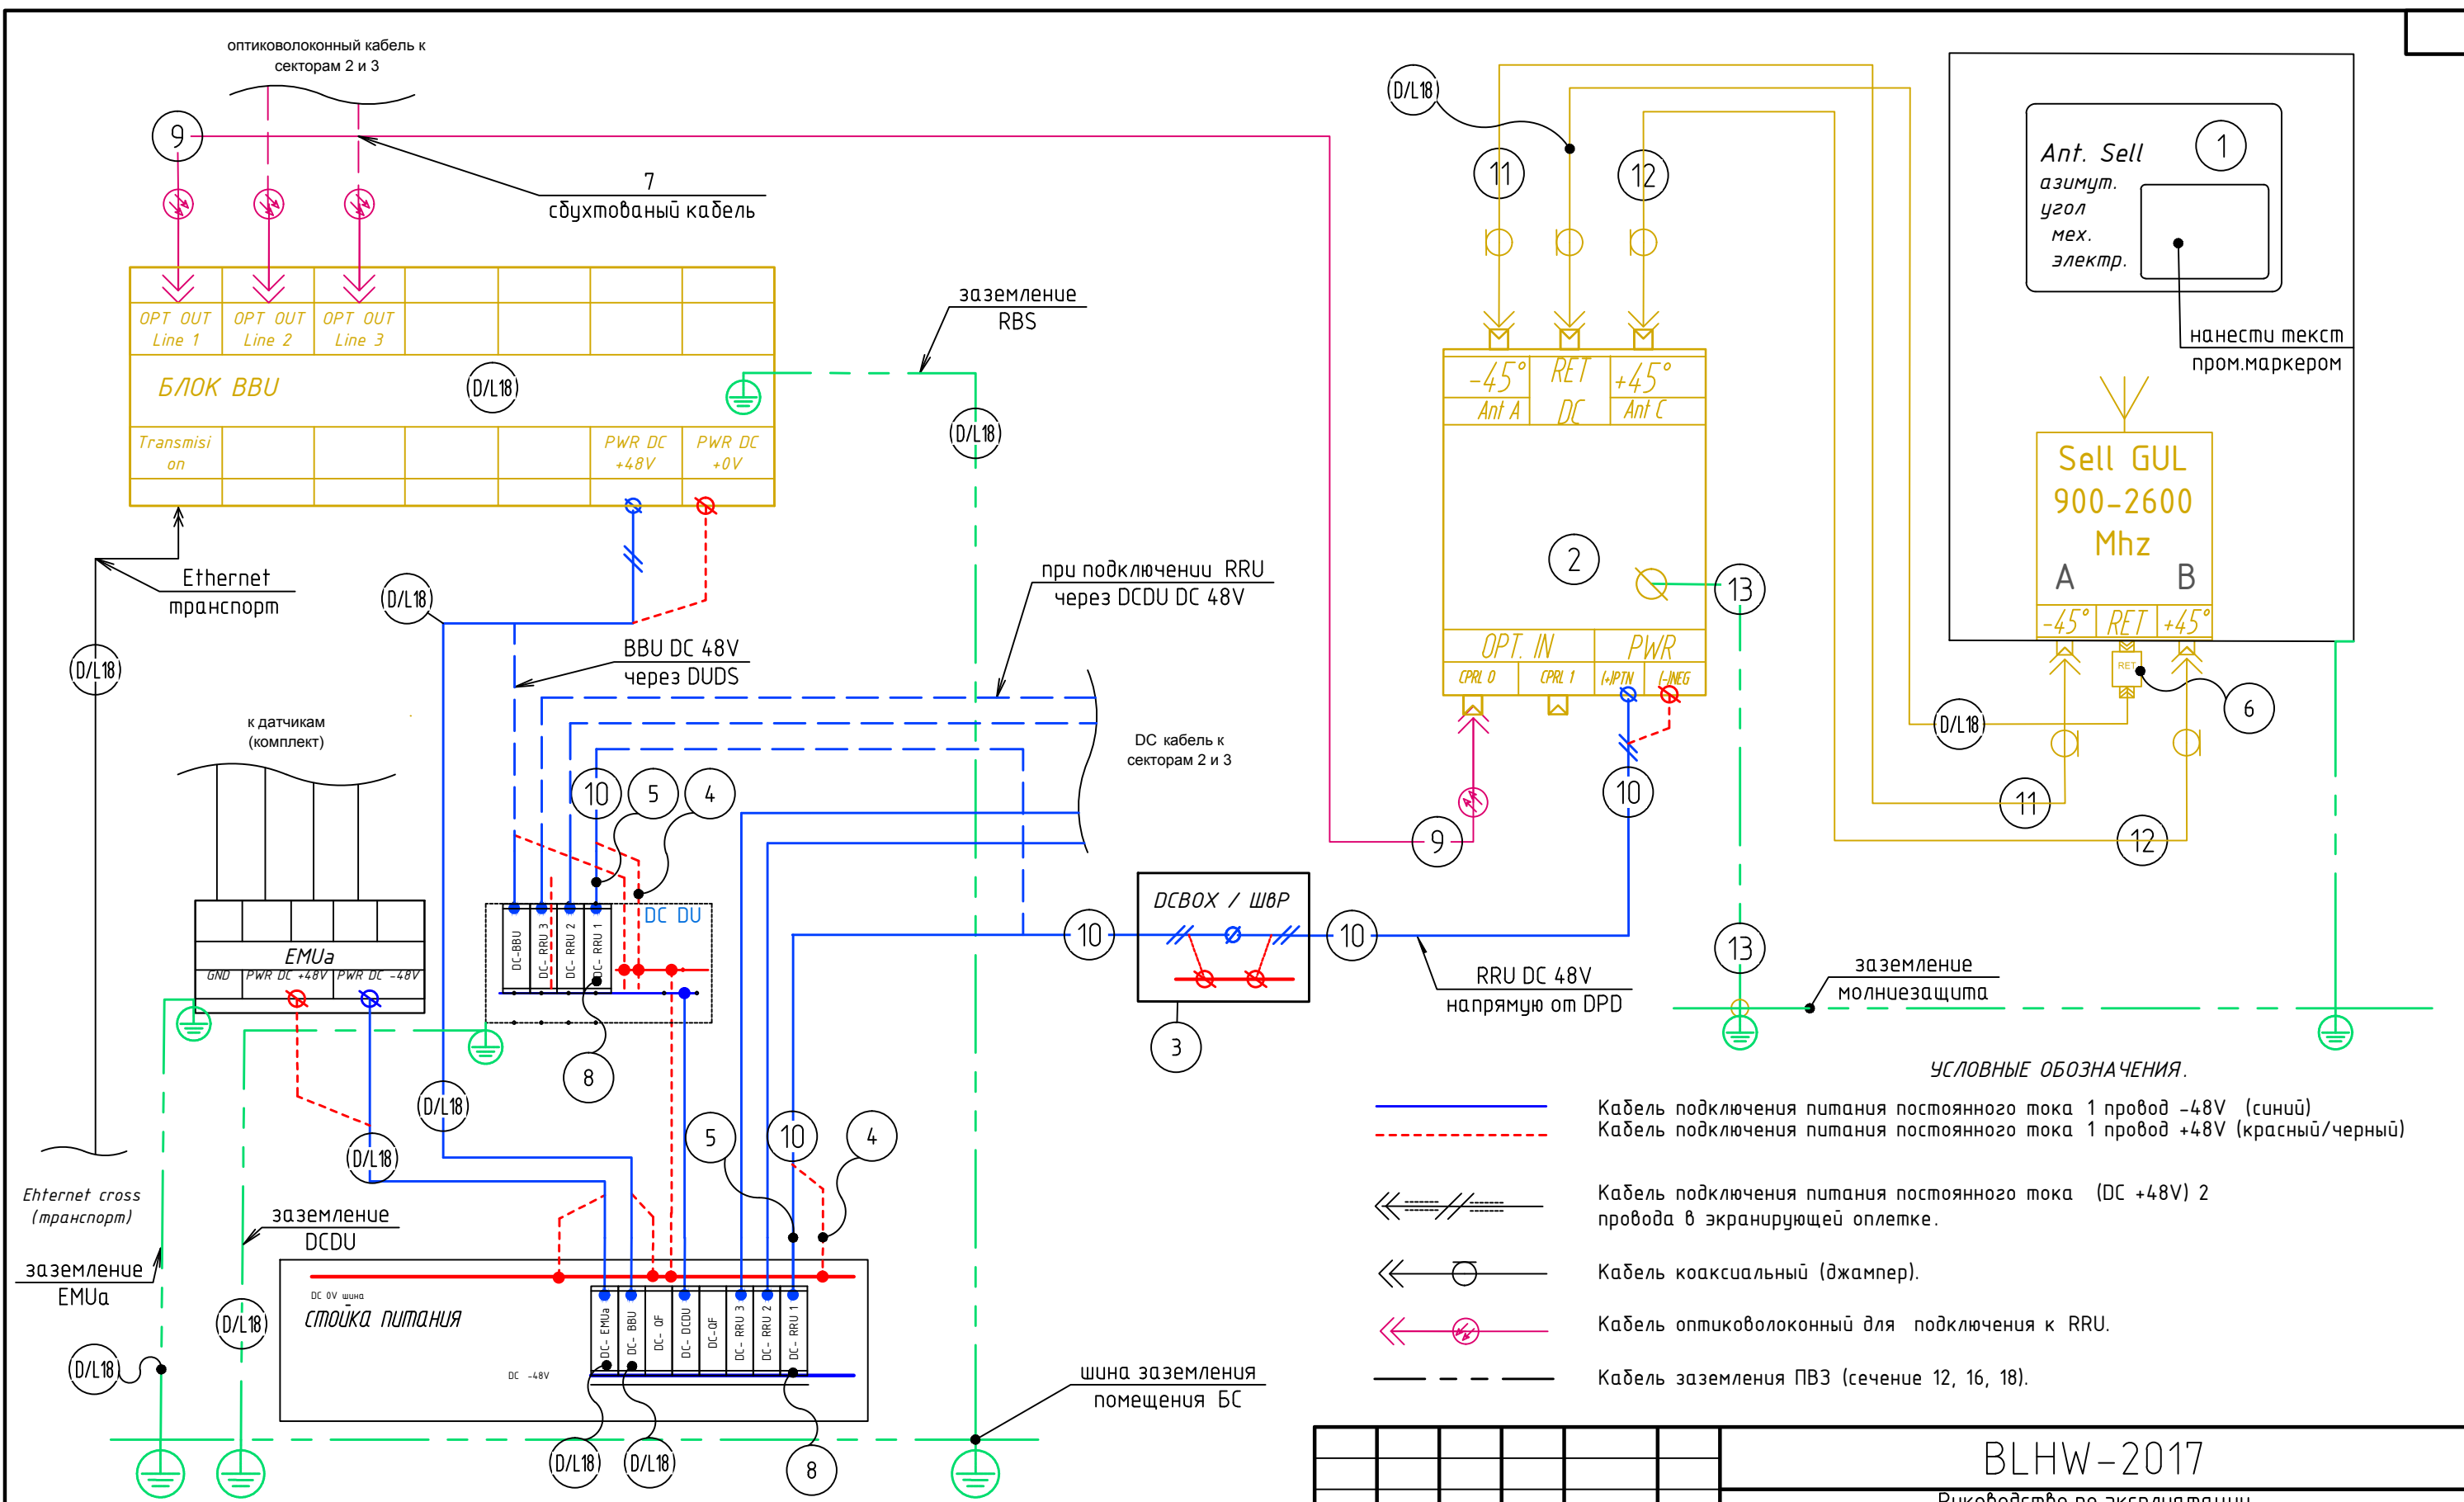 оптиковолоконный кабель к
секторам 2 и 3
9
7
сбухтованый кабель
OPT OUT
Line 1
OPT OUT
Line 2
OPT OUT
Line 3
БЛОК BBU
D/L18
Transmisi
on
PWR DC
+48V
PWR DC
+0V
заземление
RBS
D/L18
Ethernet
транспорт
D/L18
D/L18
BBU DC 48V
через DUDS
при подключении RRU
через DCDU DC 48V
к датчикам
(комплект)
DC кабель к
секторам 2 и 3
10
5
4
EMUa
GND
PWR DC +48V
PWR DC -48V
DC DU
DC-BBU
DC- RRU 3
DC- RRU 2
DC- RRU 1
8
D/L18
D/L18
Ehternet cross
(транспорт)
заземление
DCDU
заземление
EMUa
D/L18
D/L18
5
10
4
DC 0V шина
стойка питания
DC -48V
DC- EMUa
DC- BBU
DC- QF
DC- DCDU
DC-QF
DC- RRU 3
DC- RRU 2
DC- RRU 1
D/L18
D/L18
8
шина заземления
помещения БС
10
DCBOX / ШВР
3
10
RRU DC 48V
напрямую от DPD
D/L18
11
12
-45°
Ant A
RET
DC
+45°
Ant C
2
13
OPT. IN
PWR
CPRL 0
CPRL 1
(+)PTN
(-)NEG
9
10
13
заземление
молниезащита
Ant. Sell
азимут.
угол
мех.
электр.
1
нанести текст
пром.маркером
Sell GUL
900-2600
Mhz
A
B
-45°
RET
+45°
RET
6
D/L18
11
12
УСЛОВНЫЕ ОБОЗНАЧЕНИЯ.
Кабель подключения питания постоянного тока 1 провод -48V (синий)
Кабель подключения питания постоянного тока 1 провод +48V (красный/черный)
Кабель подключения питания постоянного тока (DC +48V) 2
провода в экранирующей оплетке.
Кабель коаксиальный (джампер).
Кабель оптиковолоконный для подключения к RRU.
Кабель заземления ПВЗ (сечение 12, 16, 18).
BLHW-2017
Руководство по эксплуатации